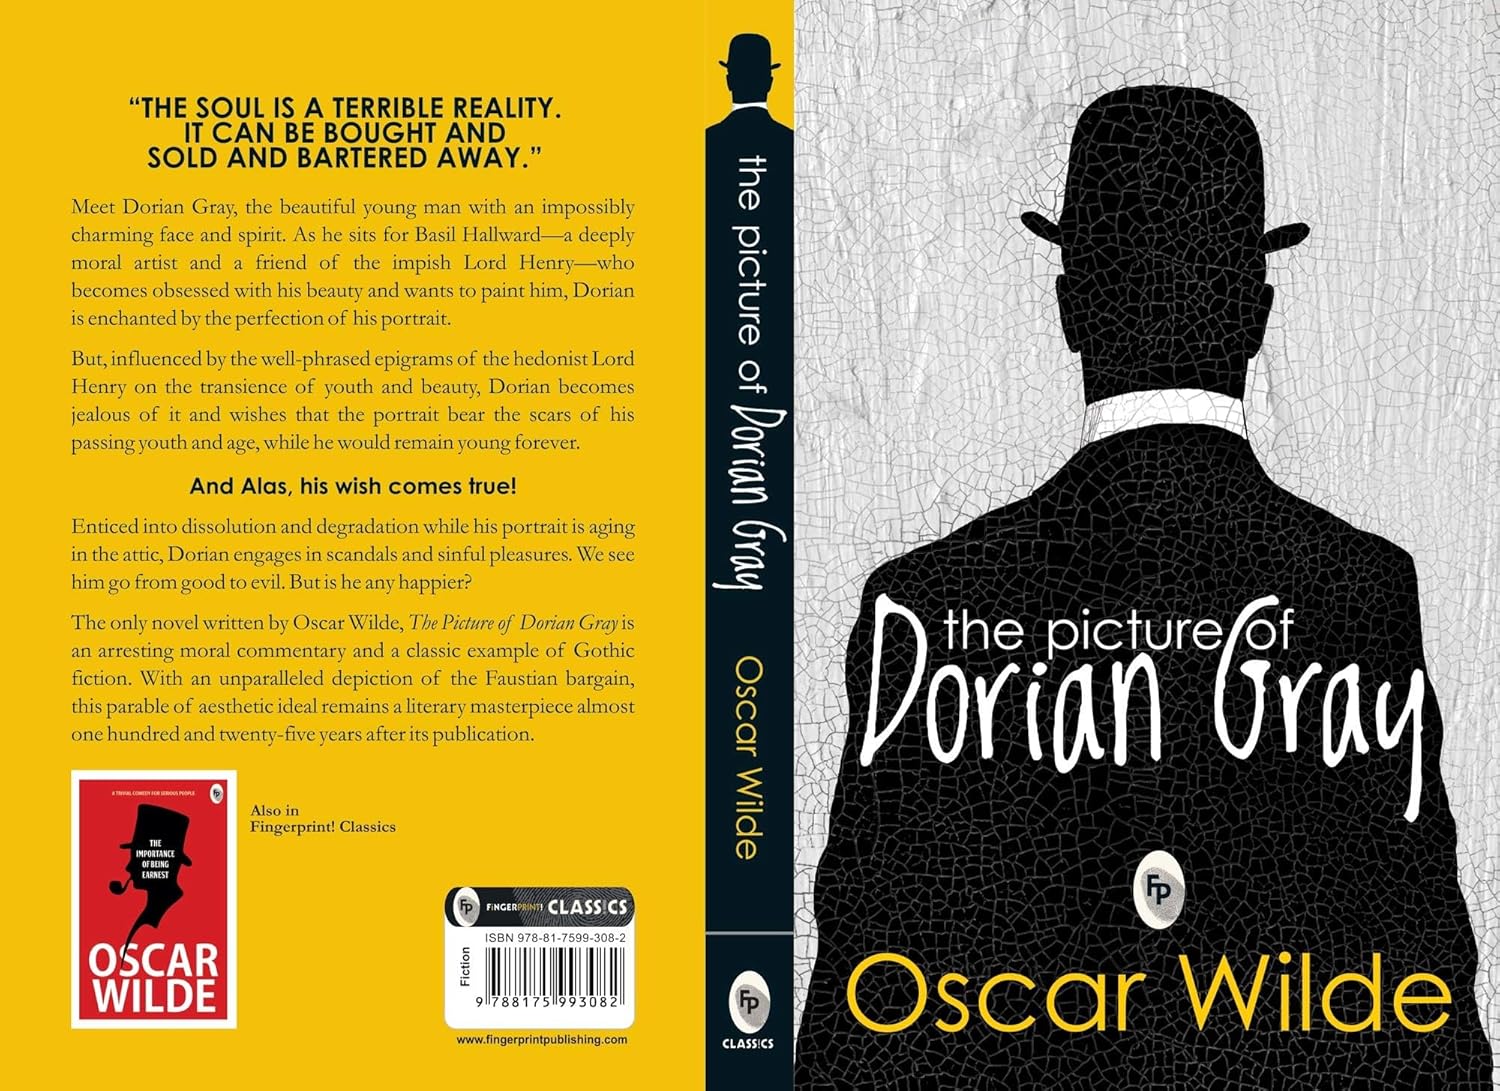 “THE SOUL IS A TERRIBLE REALITY.
IT CAN BE BOUGHT AND
SOLD AND BARTERED AWAY.”
Meet Dorian Gray, the beautiful young man with an impossibly
charming face and spirit. As he sits for Basil Hallward—a deeply
moral artist and a friend of the impish Lord Henry—who
becomes obsessed with his beauty and wants to paint him, Dorian
is enchanted by the perfection of his portrait.
But, influenced by the well-phrased epigrams of the hedonist Lord
Henry on the transience of youth and beauty, Dorian becomes
jealous of it and wishes that the portrait bear the scars of his
passing youth and age, while he would remain young forever.
And Alas, his wish comes true!
Enticed into dissolution and degradation while his portrait is aging
in the attic, Dorian engages in scandals and sinful pleasures. We see
him go from good to evil. But is he any happier?
The only novel written by Oscar Wilde, The Picture of Dorian Gray is
an arresting moral commentary and a classic example of Gothic
fiction. With an unparalleled depiction of the Faustian bargain,
this parable of aesthetic ideal remains a literary masterpiece almost
one hundred and twenty-five years after its publication.
A TRIVIAL COMEDY FOR SERIOUS PEOPLE
FP
THE
IMPORTANCE
OF BEING
EARNEST
OSCAR
WILDE
Also in
Fingerprint! Classics
FP FiNGERPRINT! CLASS!CS
ISBN 978-81-7599-308-2
Fiction
9 788175 993082
www.fingerprintpublishing.com
the picture of Dorian Gray
Oscar Wilde
FP
CLASS!CS
the picture of
Dorian Gray
FP
Oscar Wilde